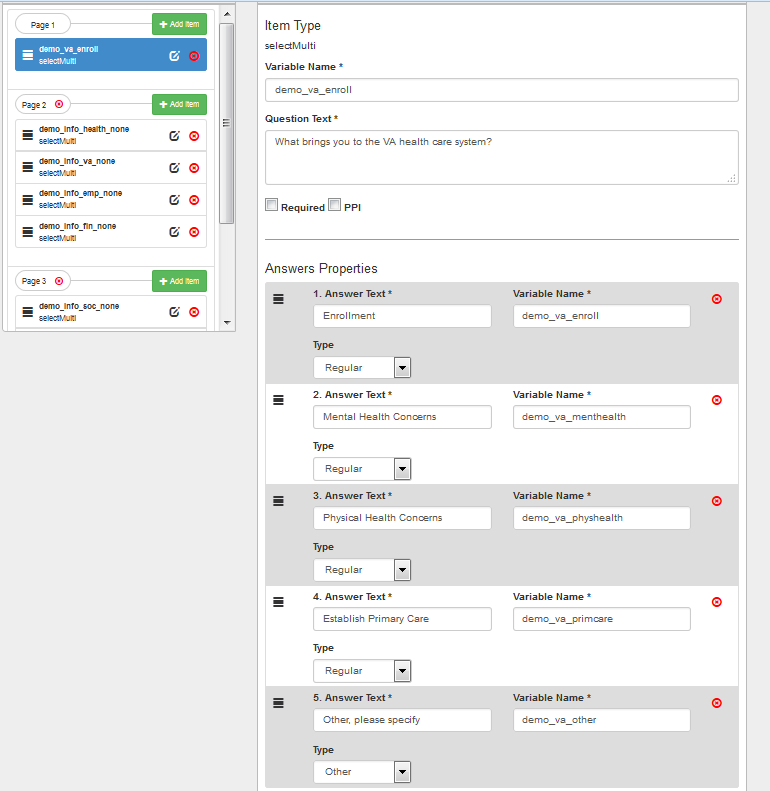 Page 1
Add Item
demo_va_enroll
selectMulti
Page 2
Add Item
demo_info_health_none
selectMulti
demo_info_va_none
selectMulti
demo_info_emp_none
selectMulti
demo_info_fin_none
selectMulti
Page 3
Add Item
demo_info_soc_none
selectMulti
Item Type
selectMulti
Variable Name *
demo_va_enroll
Question Text *
What brings you to the VA health care system?
Required PPI
Answers Properties
1. Answer Text * Variable Name *
Enrollment demo_va_enroll
Type
Regular
2. Answer Text * Variable Name *
Mental Health Concerns demo_va_menthealth
Type
Regular
3. Answer Text * Variable Name *
Physical Health Concerns demo_va_physhealth
Type
Regular
4. Answer Text * Variable Name *
Establish Primary Care demo_va_primcare
Type
Regular
5. Answer Text * Variable Name *
Other, please specify demo_va_other
Type
Other